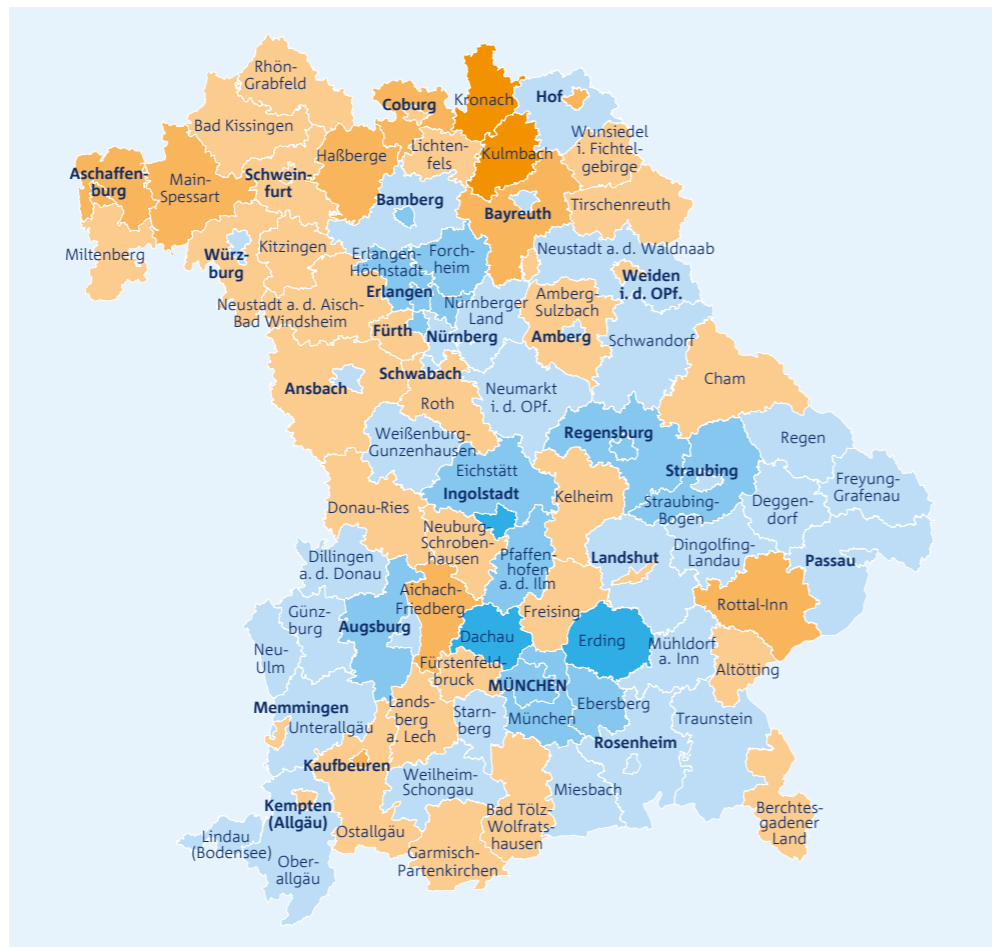 Rhön-
Grabfeld
Bad Kissingen
Coburg
Kronach
Hof
Wunsiedel
i. Fichtel-
gebirge
Lichten-
fels
Kulmbach
Haßberge
Aschaffen-
burg
Main-
Spessart
Schwein-
furt
Bamberg
Bayreuth
Tirschenreuth
Miltenberg
Würz-
burg
Kitzingen
Erlangen-
Höchstadt
Forch-
heim
Neustadt a. d. Waldnaab
Weiden
i. d. OPf.
Erlangen
Neustadt a. d. Aisch-
Bad Windsheim
Nürnberger
Land
Amberg-
Sulzbach
Fürth
Nürnberg
Amberg
Schwandorf
Ansbach
Schwabach
Roth
Neumarkt
i. d. OPf.
Cham
Weißenburg-
Gunzenhausen
Regensburg
Regen
Eichstätt
Ingolstadt
Straubing
Freyung-
Grafenau
Donau-Ries
Kelheim
Straubing-
Bogen
Deggen-
dorf
Neuburg-
Schroben-
hausen
Pfaffen-
hofen
a. d. Ilm
Landshut
Dingolfing-
Landau
Passau
Dillingen
a. d. Donau
Aichach-
Friedberg
Freising
Rottal-Inn
Günz-
burg
Augsburg
Dachau
Erding
Mühldorf
a. Inn
Neu-
Ulm
Fürstenfeld-
bruck
MÜNCHEN
Altötting
Memmingen
Unterallgäu
Lands-
berg
a. Lech
Starn-
berg
München
Ebersberg
Traunstein
Rosenheim
Kaufbeuren
Weilheim-
Schongau
Miesbach
Kempten
(Allgäu)
Ostallgäu
Bad Tölz-
Wolfrats-
hausen
Berchtes-
gadener
Land
Lindau
(Bodensee)
Ober-
allgäu
Garmisch-
Partenkirchen